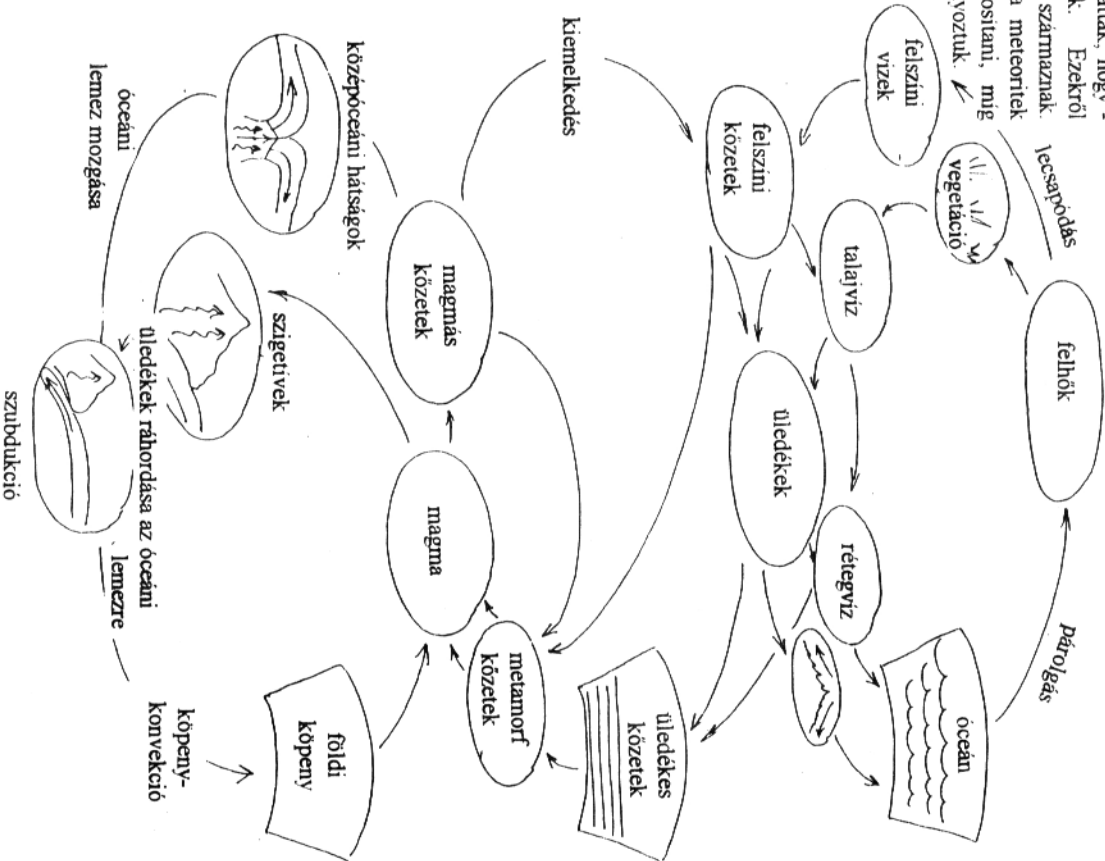 hogy -
Ezekről
származnak.
a meteoritek
míg
lecsapódás
felhők
párolgás
felszíni
vizek
vegetáció
óceán
talajvíz
rétegvíz
felszíni
kőzetek
üledékek
üledékes
kőzetek
kiemelkedés
metamorf
kőzetek
magmás
kőzetek
magma
középóceáni hátságok
földi
köpeny
szigetívek
köpeny-
konvekció
óceáni
lemez mozgása
üledékek ráhordása az óceáni
lemezre
szubdukció